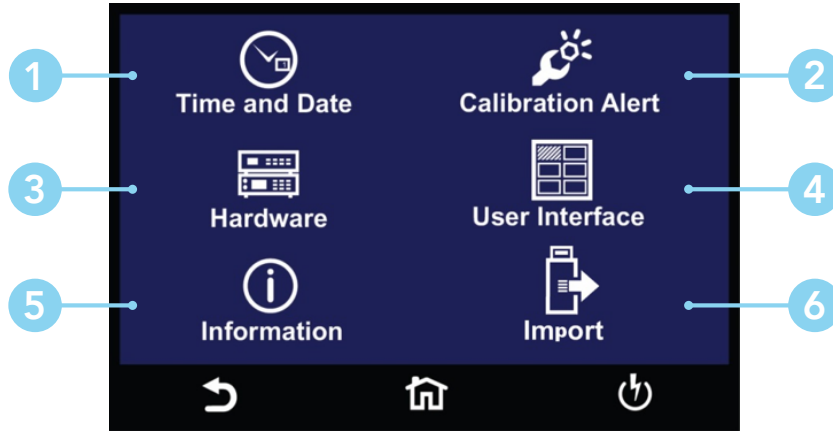 1
Time and Date
2
Calibration Alert
3
Hardware
4
User Interface
5
Information
6
Import